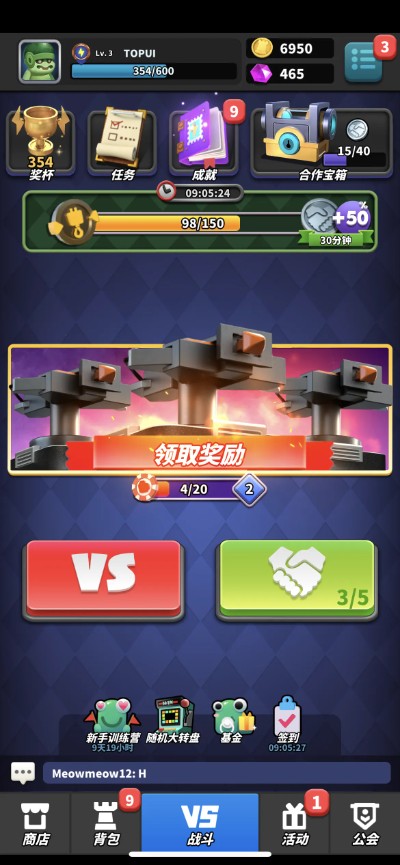 Lv. 3 TOPUI
354/600
6950
465
3
354
奖杯
任务
9
成就
15/40
合作宝箱
09:05:24
98/150
+50%
30分钟
领取奖励
4/20
2
VS
3/5
新手训练营
9天19小时
随机大转盘
基金
签到
09:05:27
Meowmeow12: H
商店
9
背包
VS
战斗
1
活动
公会